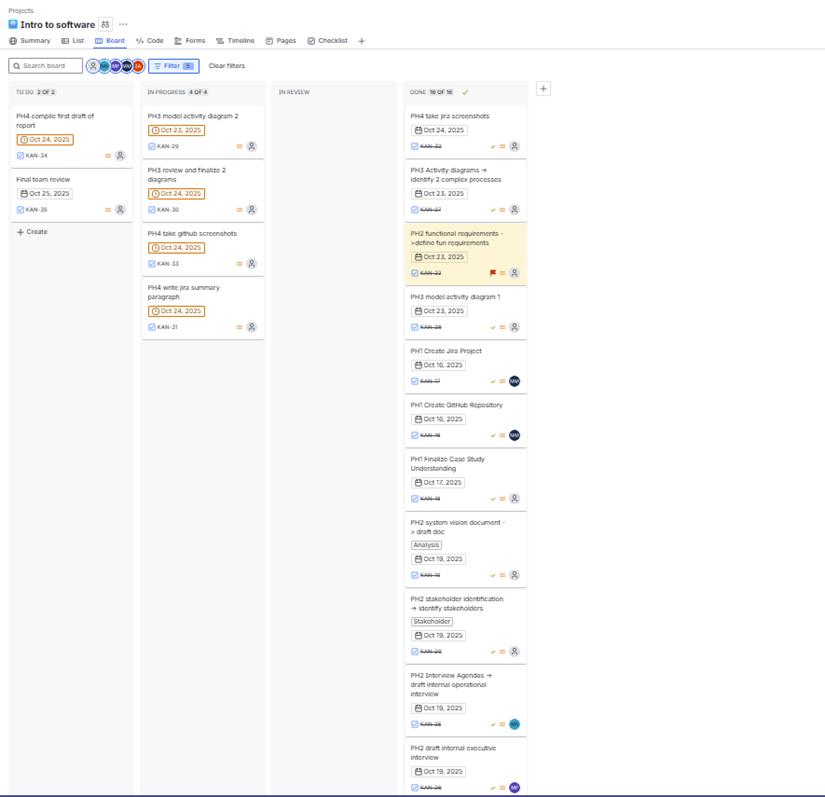 Projects
Intro to software
Summary
List
Board
Code
Forms
Timeline
Pages
Checklist
Search board
Filter 5
Clear filters
TO DO 2 OF 2
PH4 compile first draft of
report
Oct 24, 2025
KAN-34
Final team review
Oct 25, 2025
KAN-35
Create
IN PROGRESS 4 OF 4
PH3 model activity diagram 2
Oct 23, 2025
KAN-29
PH3 review and finalize 2
diagrams
Oct 24, 2025
KAN-30
PH4 take github screenshots
Oct 24, 2025
KAN-33
PH4 write jira summary
paragraph
Oct 24, 2025
KAN-31
IN REVIEW
DONE 16 OF 16
PH4 take jira screenshots
Oct 24, 2025
KAN-32
PH3 Activity diagrams →
identify 2 complex processes
Oct 23, 2025
KAN-27
PH2 functional requirements -
>define fun requirements
Oct 23, 2025
KAN-22
PH3 model activity diagram 1
Oct 23, 2025
KAN-28
PH1 Create Jira Project
Oct 16, 2025
KAN-17
MM
PH1 Create GitHub Repository
Oct 16, 2025
KAN-16
MM
PH1 Finalize Case Study
Understanding
Oct 17, 2025
KAN-18
PH2 system vision document -
> draft doc
Analysis
Oct 19, 2025
KAN-19
PH2 stakeholder identification
→ identify stakeholders
Stakeholder
Oct 19, 2025
KAN-20
PH2 Interview Agendas →
draft internal operational
interview
Oct 19, 2025
KAN-25
PH2 draft internal executive
interview
Oct 19, 2025
KAN-26
MF